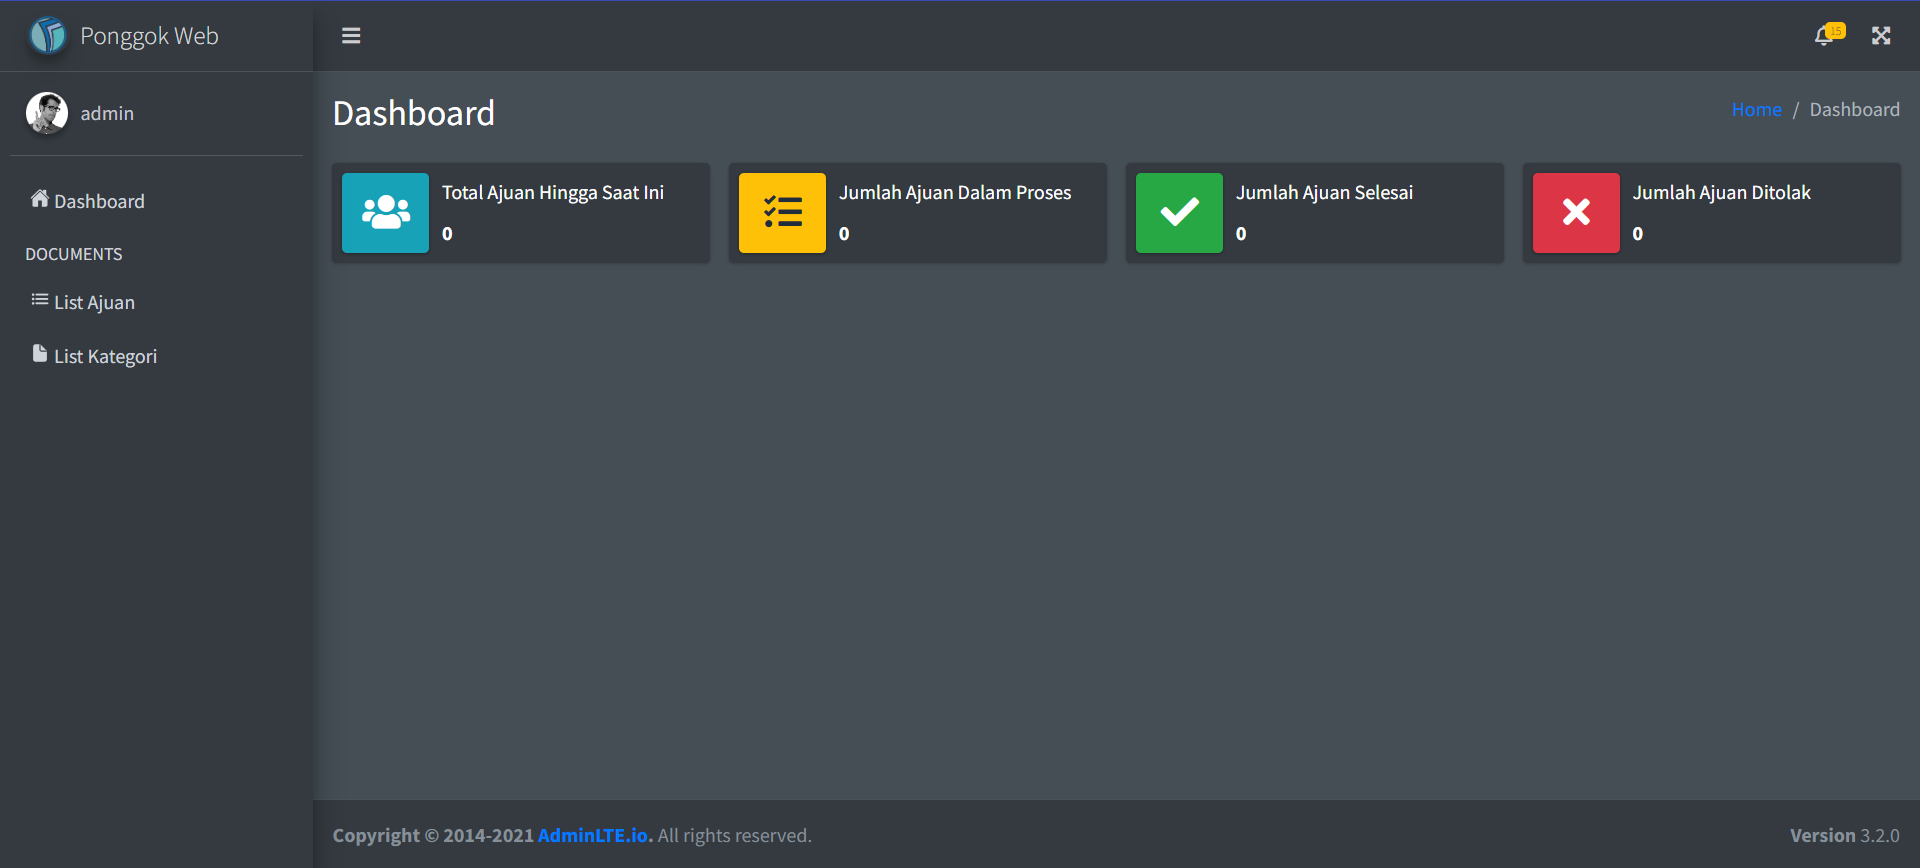 Ponggok Web
15
admin
Dashboard
Home / Dashboard
Dashboard
DOCUMENTS
List Ajuan
List Kategori
Total Ajuan Hingga Saat Ini
0
Jumlah Ajuan Dalam Proses
0
Jumlah Ajuan Selesai
0
Jumlah Ajuan Ditolak
0
Copyright © 2014-2021 AdminLTE.io. All rights reserved.
Version 3.2.0